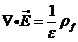 ∇·E⃗ = 1/ε ρ_f